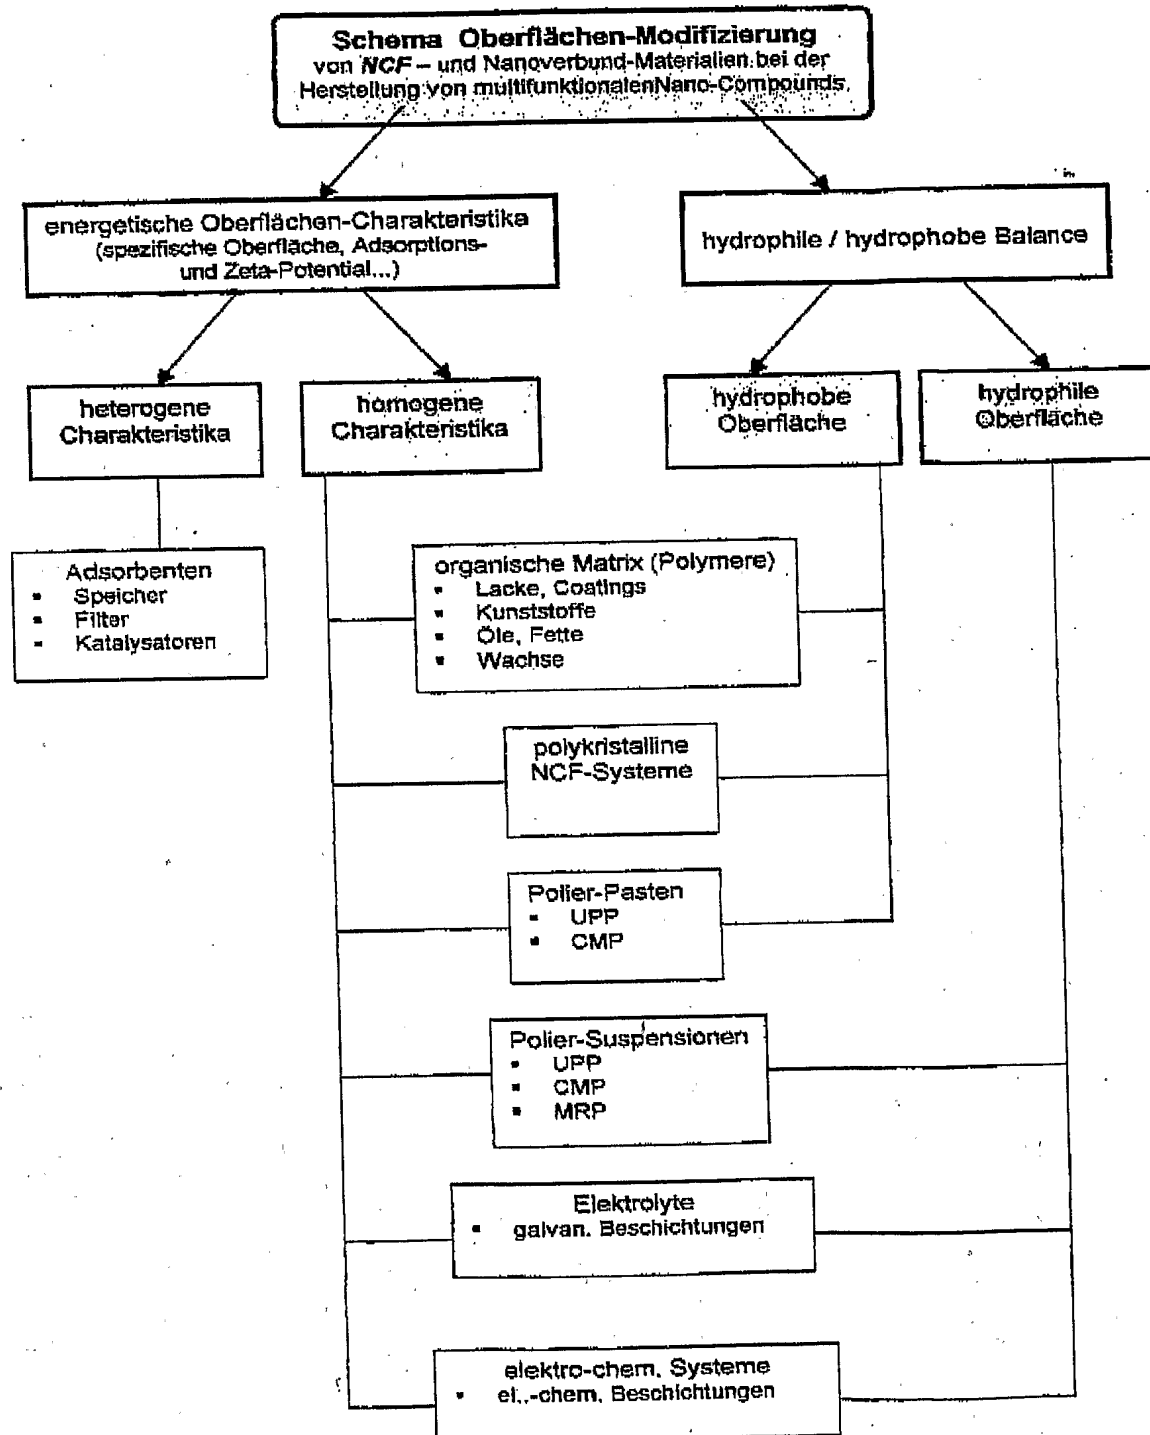 Schema Oberflächen-Modifizierung
von NCF – und Nanoverbund-Materialien bei der
Herstellung von multifunktionalenNano-Compounds
energetische Oberflächen-Charakteristika
(spezifische Oberfläche, Adsorptions-
und Zeta-Potential...)
hydrophile / hydrophobe Balance
heterogene
Charakteristika
homogene
Charakteristika
hydrophobe
Oberfläche
hydrophile
Oberfläche
Adsorbenten
▪ Speicher
▪ Filter
▪ Katalysatoren
organische Matrix (Polymere)
▪ Lacke, Coatings
▪ Kunststoffe
▪ Öle, Fette
▪ Wachse
polykristalline
NCF-Systeme
Polier-Pasten
▪ UPP
▪ CMP
Polier-Suspensionen
▪ UPP
▪ CMP
▪ MRP
Elektrolyte
▪ galvan. Beschichtungen
elektro-chem. Systeme
▪ el.-chem. Beschichtungen